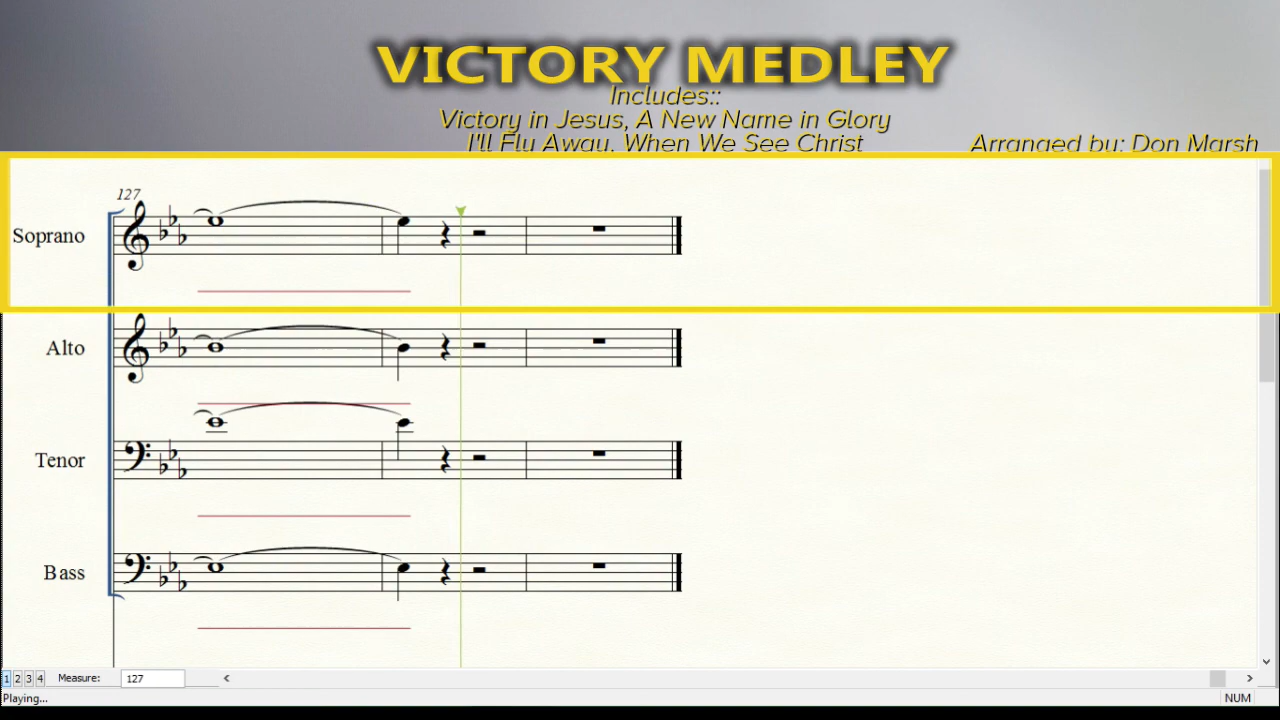 VICTORY MEDLEY
Includes::
Victory in Jesus, A New Name in Glory
I'll Fly Away, When We See Christ
Arranged by: Don Marsh
127
Soprano
Alto
Tenor
Bass
1 2 3 4 Measure: 127
Playing...
NUM